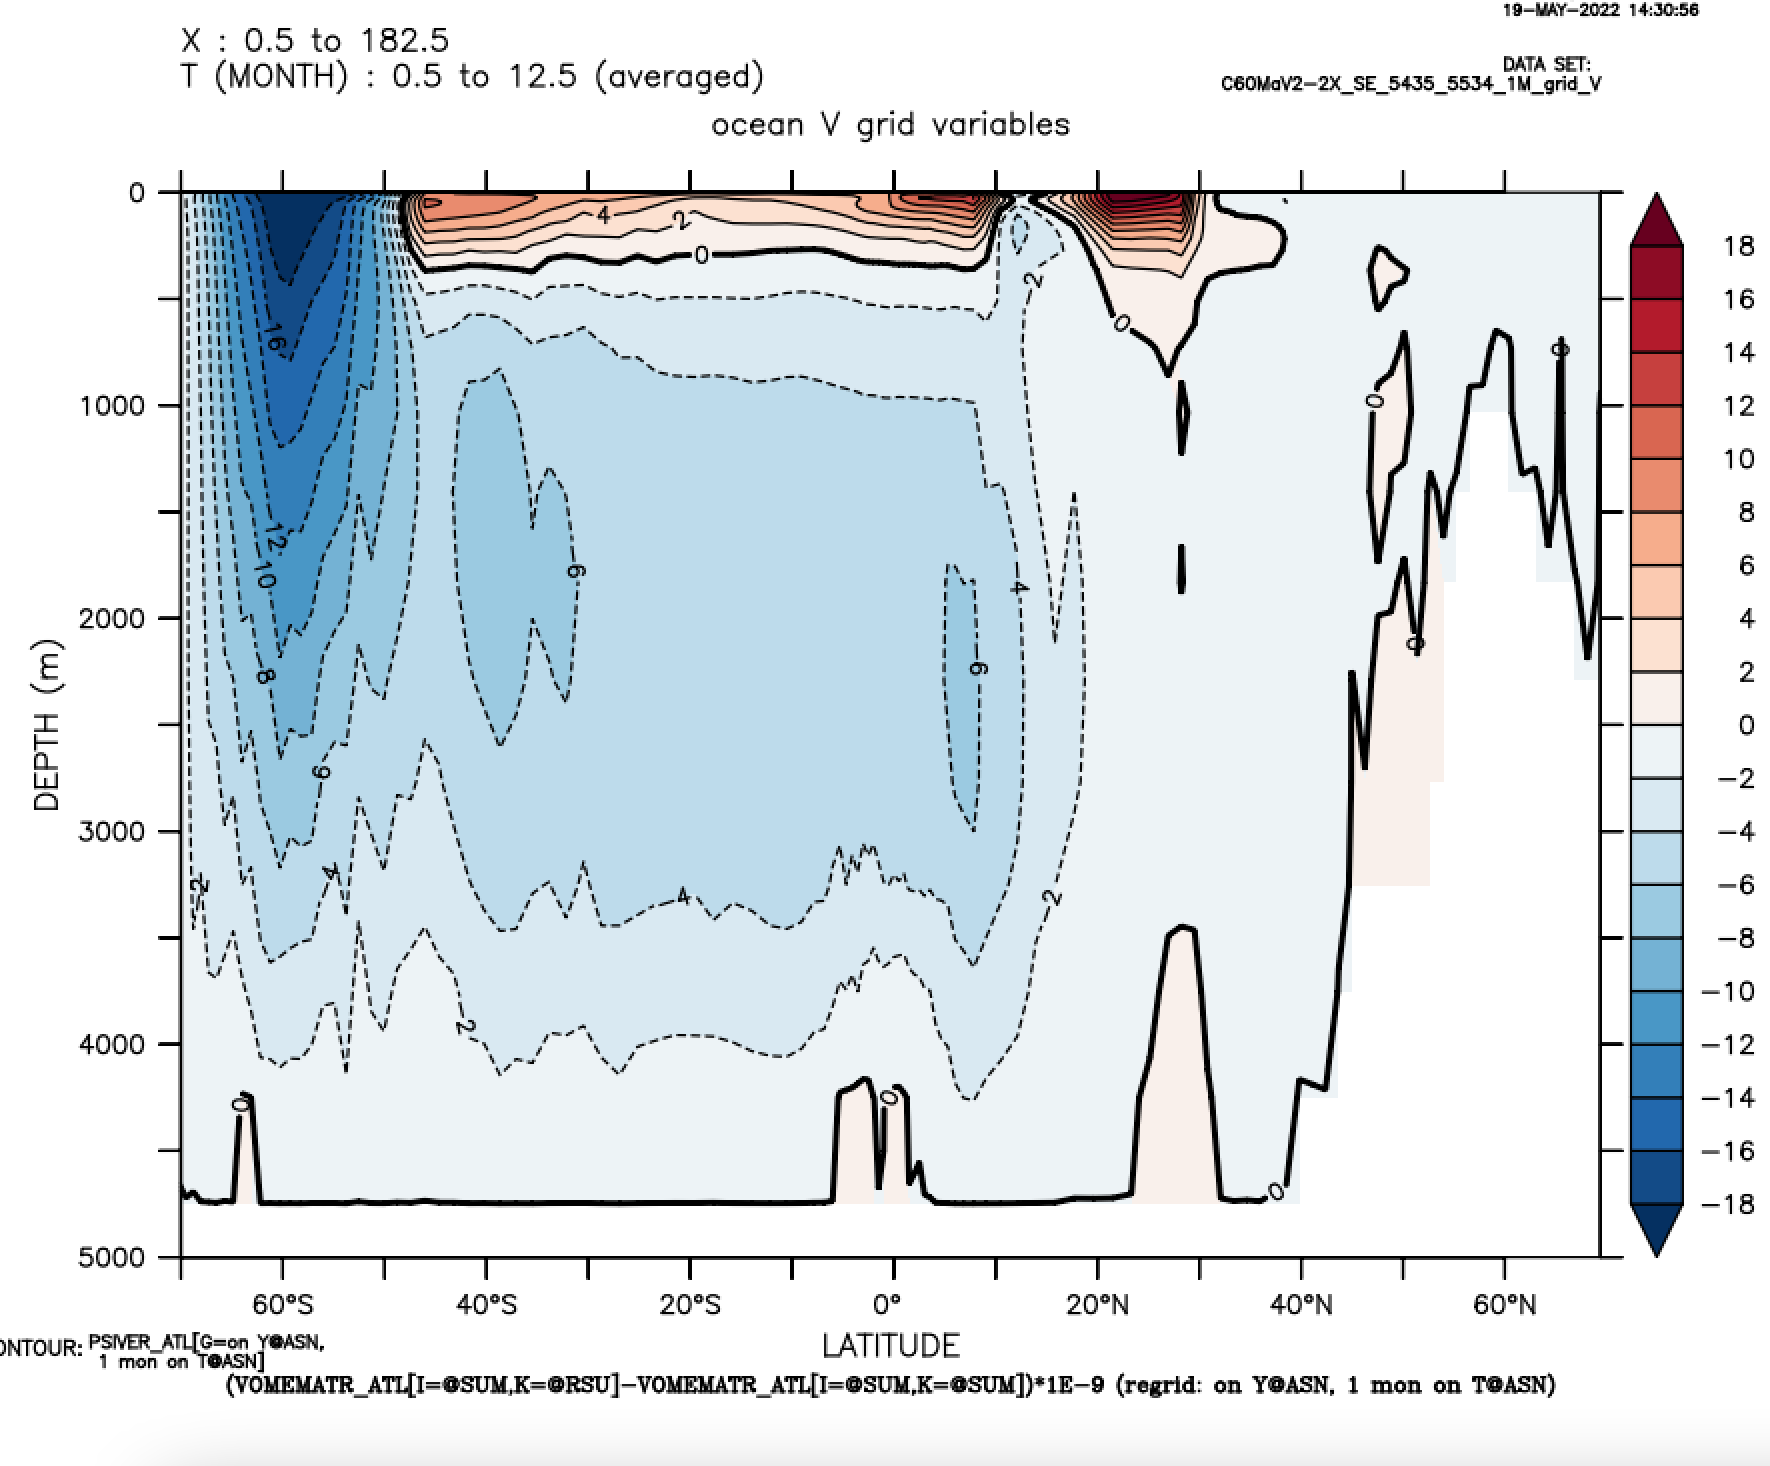 19-MAY-2022 14:30:56
X : 0.5 to 182.5
T (MONTH) : 0.5 to 12.5 (averaged)
DATA SET:
C60MaV2-2X_SE_5435_5534_1M_grid_V
ocean V grid variables
0
1000
2000
3000
4000
5000
DEPTH (m)
4
2
0
2
0
0
0
0
16
12
10
8
6
4
2
6
6
4
4
2
2
0
0
0
18
16
14
12
10
8
6
4
2
0
-2
-4
-6
-8
-10
-12
-14
-16
-18
60°S
40°S
20°S
0°
20°N
40°N
60°N
LATITUDE
ONTOUR: PSIVER_ATL[G=on Y@ASN,
1 mon on T@ASN]
(VOMEMATR_ATL[I=@SUM,K=@RSU]-VOMEMATR_ATL[I=@SUM,K=@SUM])*1E-9 (regrid: on Y@ASN, 1 mon on T@ASN)